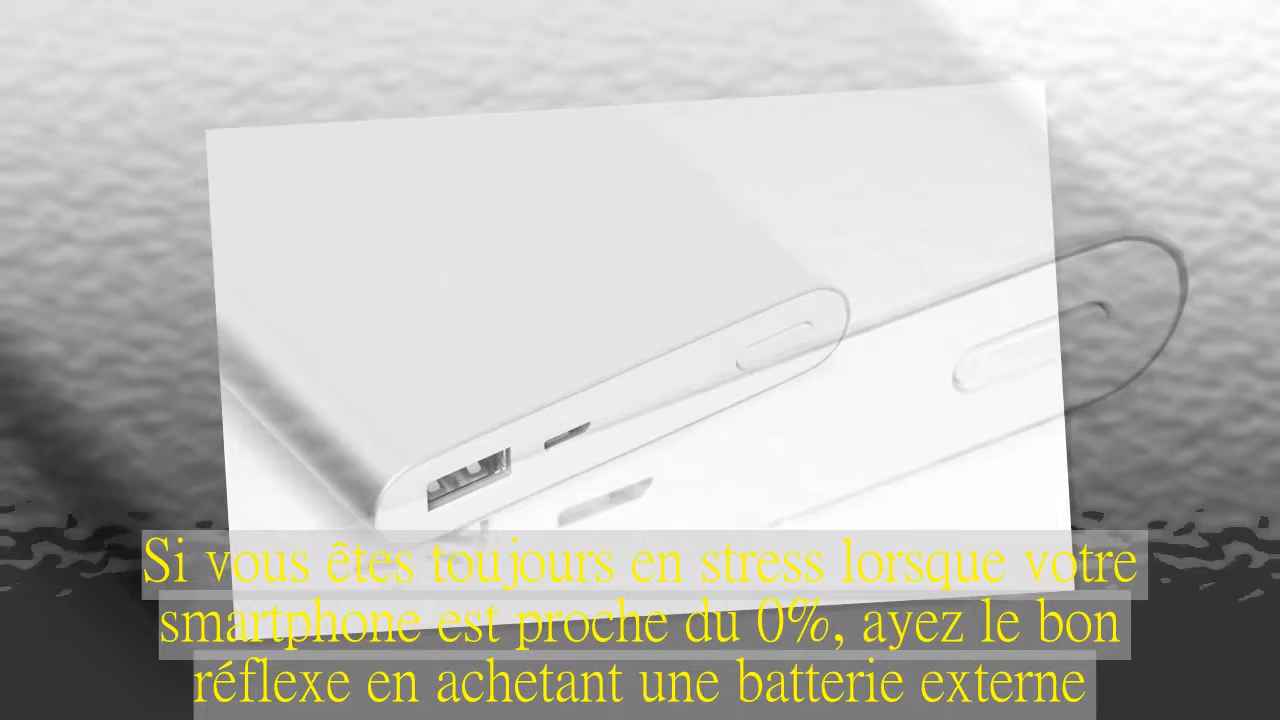 Si vous êtes toujours en stress lorsque votre
smartphone est proche du 0%, ayez le bon
réflexe en achetant une batterie externe